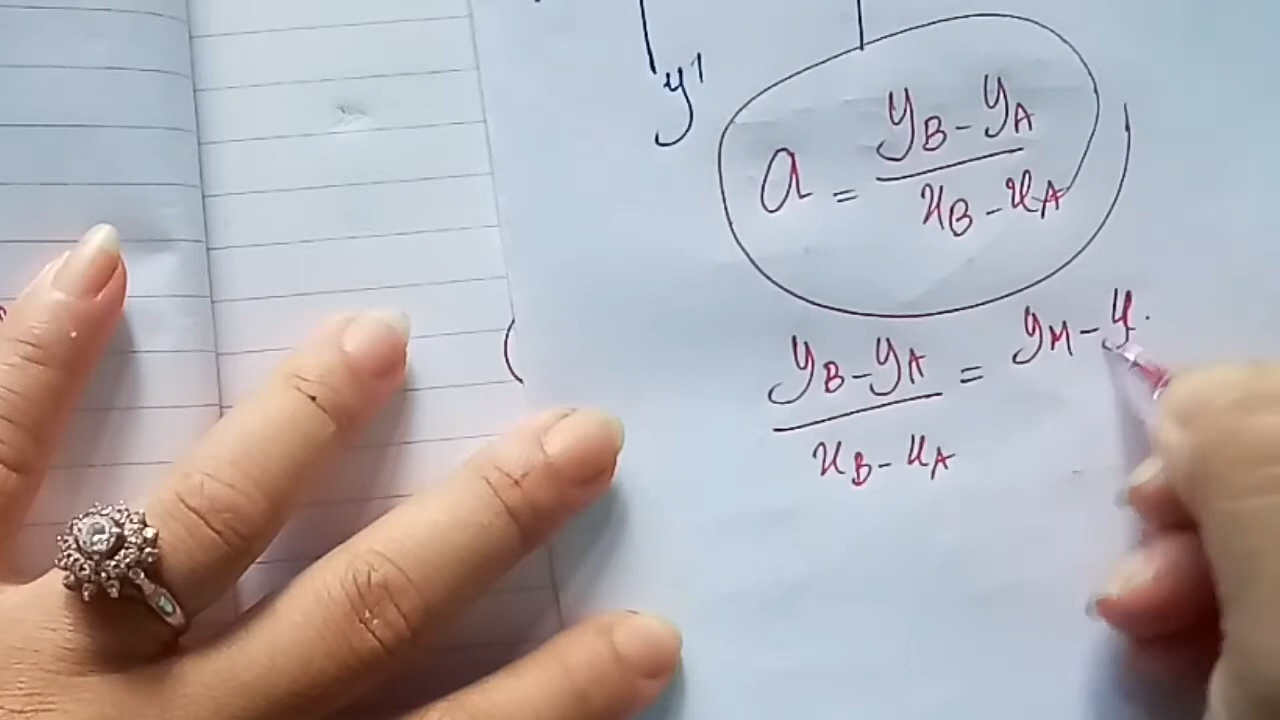 y'
a = (y_B - y_A) / (x_B - x_A)
(y_B - y_A) / (x_B - x_A) = y_M - y